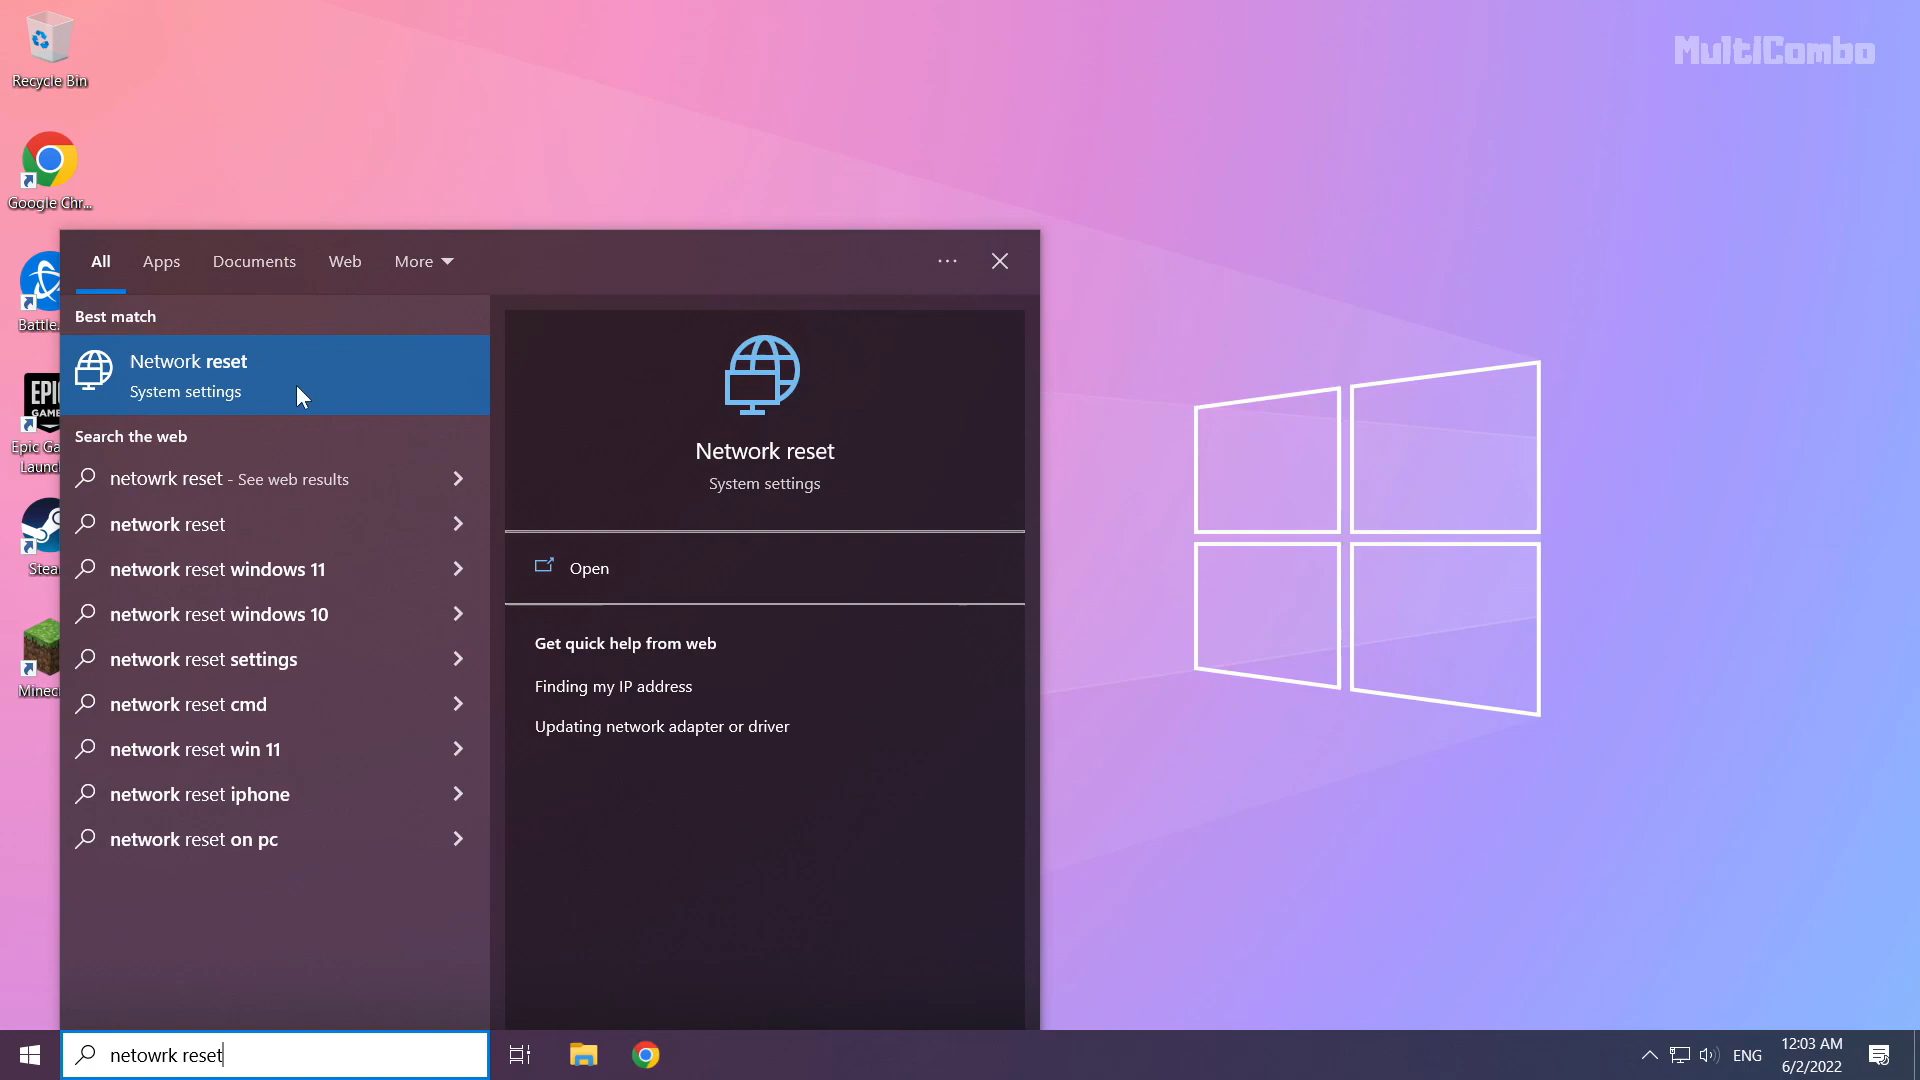 Recycle Bin
MultiCombo
Google Chr...
Battle.
EPIC
GAME
Epic Ga
Launc
Stea
Minec
All Apps Documents Web More
Best match
Network reset
System settings
Search the web
netowrk reset - See web results
network reset
network reset windows 11
network reset windows 10
network reset settings
network reset cmd
network reset win 11
network reset iphone
network reset on pc
Network reset
System settings
Open
Get quick help from web
Finding my IP address
Updating network adapter or driver
netowrk reset
ENG
12:03 AM
6/2/2022